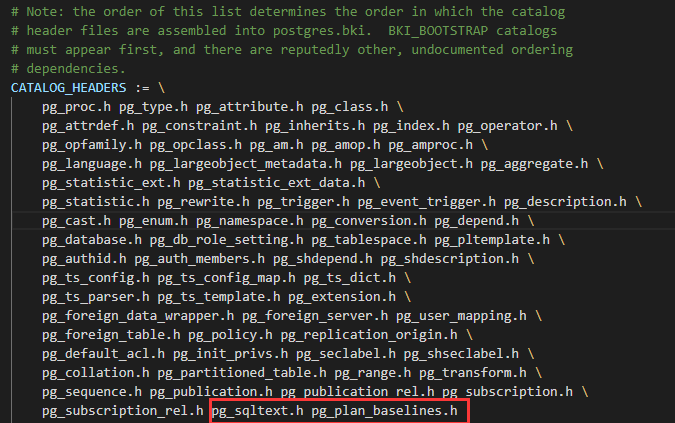 # Note: the order of this list determines the order in which the catalog
# header files are assembled into postgres.bki.  BKI_BOOTSTRAP catalogs
# must appear first, and there are reputedly other, undocumented ordering
# dependencies.
CATALOG_HEADERS := \
    pg_proc.h pg_type.h pg_attribute.h pg_class.h \
    pg_attrdef.h pg_constraint.h pg_inherits.h pg_index.h pg_operator.h \
    pg_opfamily.h pg_opclass.h pg_am.h pg_amop.h pg_amproc.h \
    pg_language.h pg_largeobject_metadata.h pg_largeobject.h pg_aggregate.h \
    pg_statistic_ext.h pg_statistic_ext_data.h \
    pg_statistic.h pg_rewrite.h pg_trigger.h pg_event_trigger.h pg_description.h \
    pg_cast.h pg_enum.h pg_namespace.h pg_conversion.h pg_depend.h \
    pg_database.h pg_db_role_setting.h pg_tablespace.h pg_pltemplate.h \
    pg_authid.h pg_auth_members.h pg_shdepend.h pg_shdescription.h \
    pg_ts_config.h pg_ts_config_map.h pg_ts_dict.h \
    pg_ts_parser.h pg_ts_template.h pg_extension.h \
    pg_foreign_data_wrapper.h pg_foreign_server.h pg_user_mapping.h \
    pg_foreign_table.h pg_policy.h pg_replication_origin.h \
    pg_default_acl.h pg_init_privs.h pg_seclabel.h pg_shseclabel.h \
    pg_collation.h pg_partitioned_table.h pg_range.h pg_transform.h \
    pg_sequence.h pg_publication.h pg_publication_rel.h pg_subscription.h \
    pg_subscription_rel.h pg_sqltext.h pg_plan_baselines.h